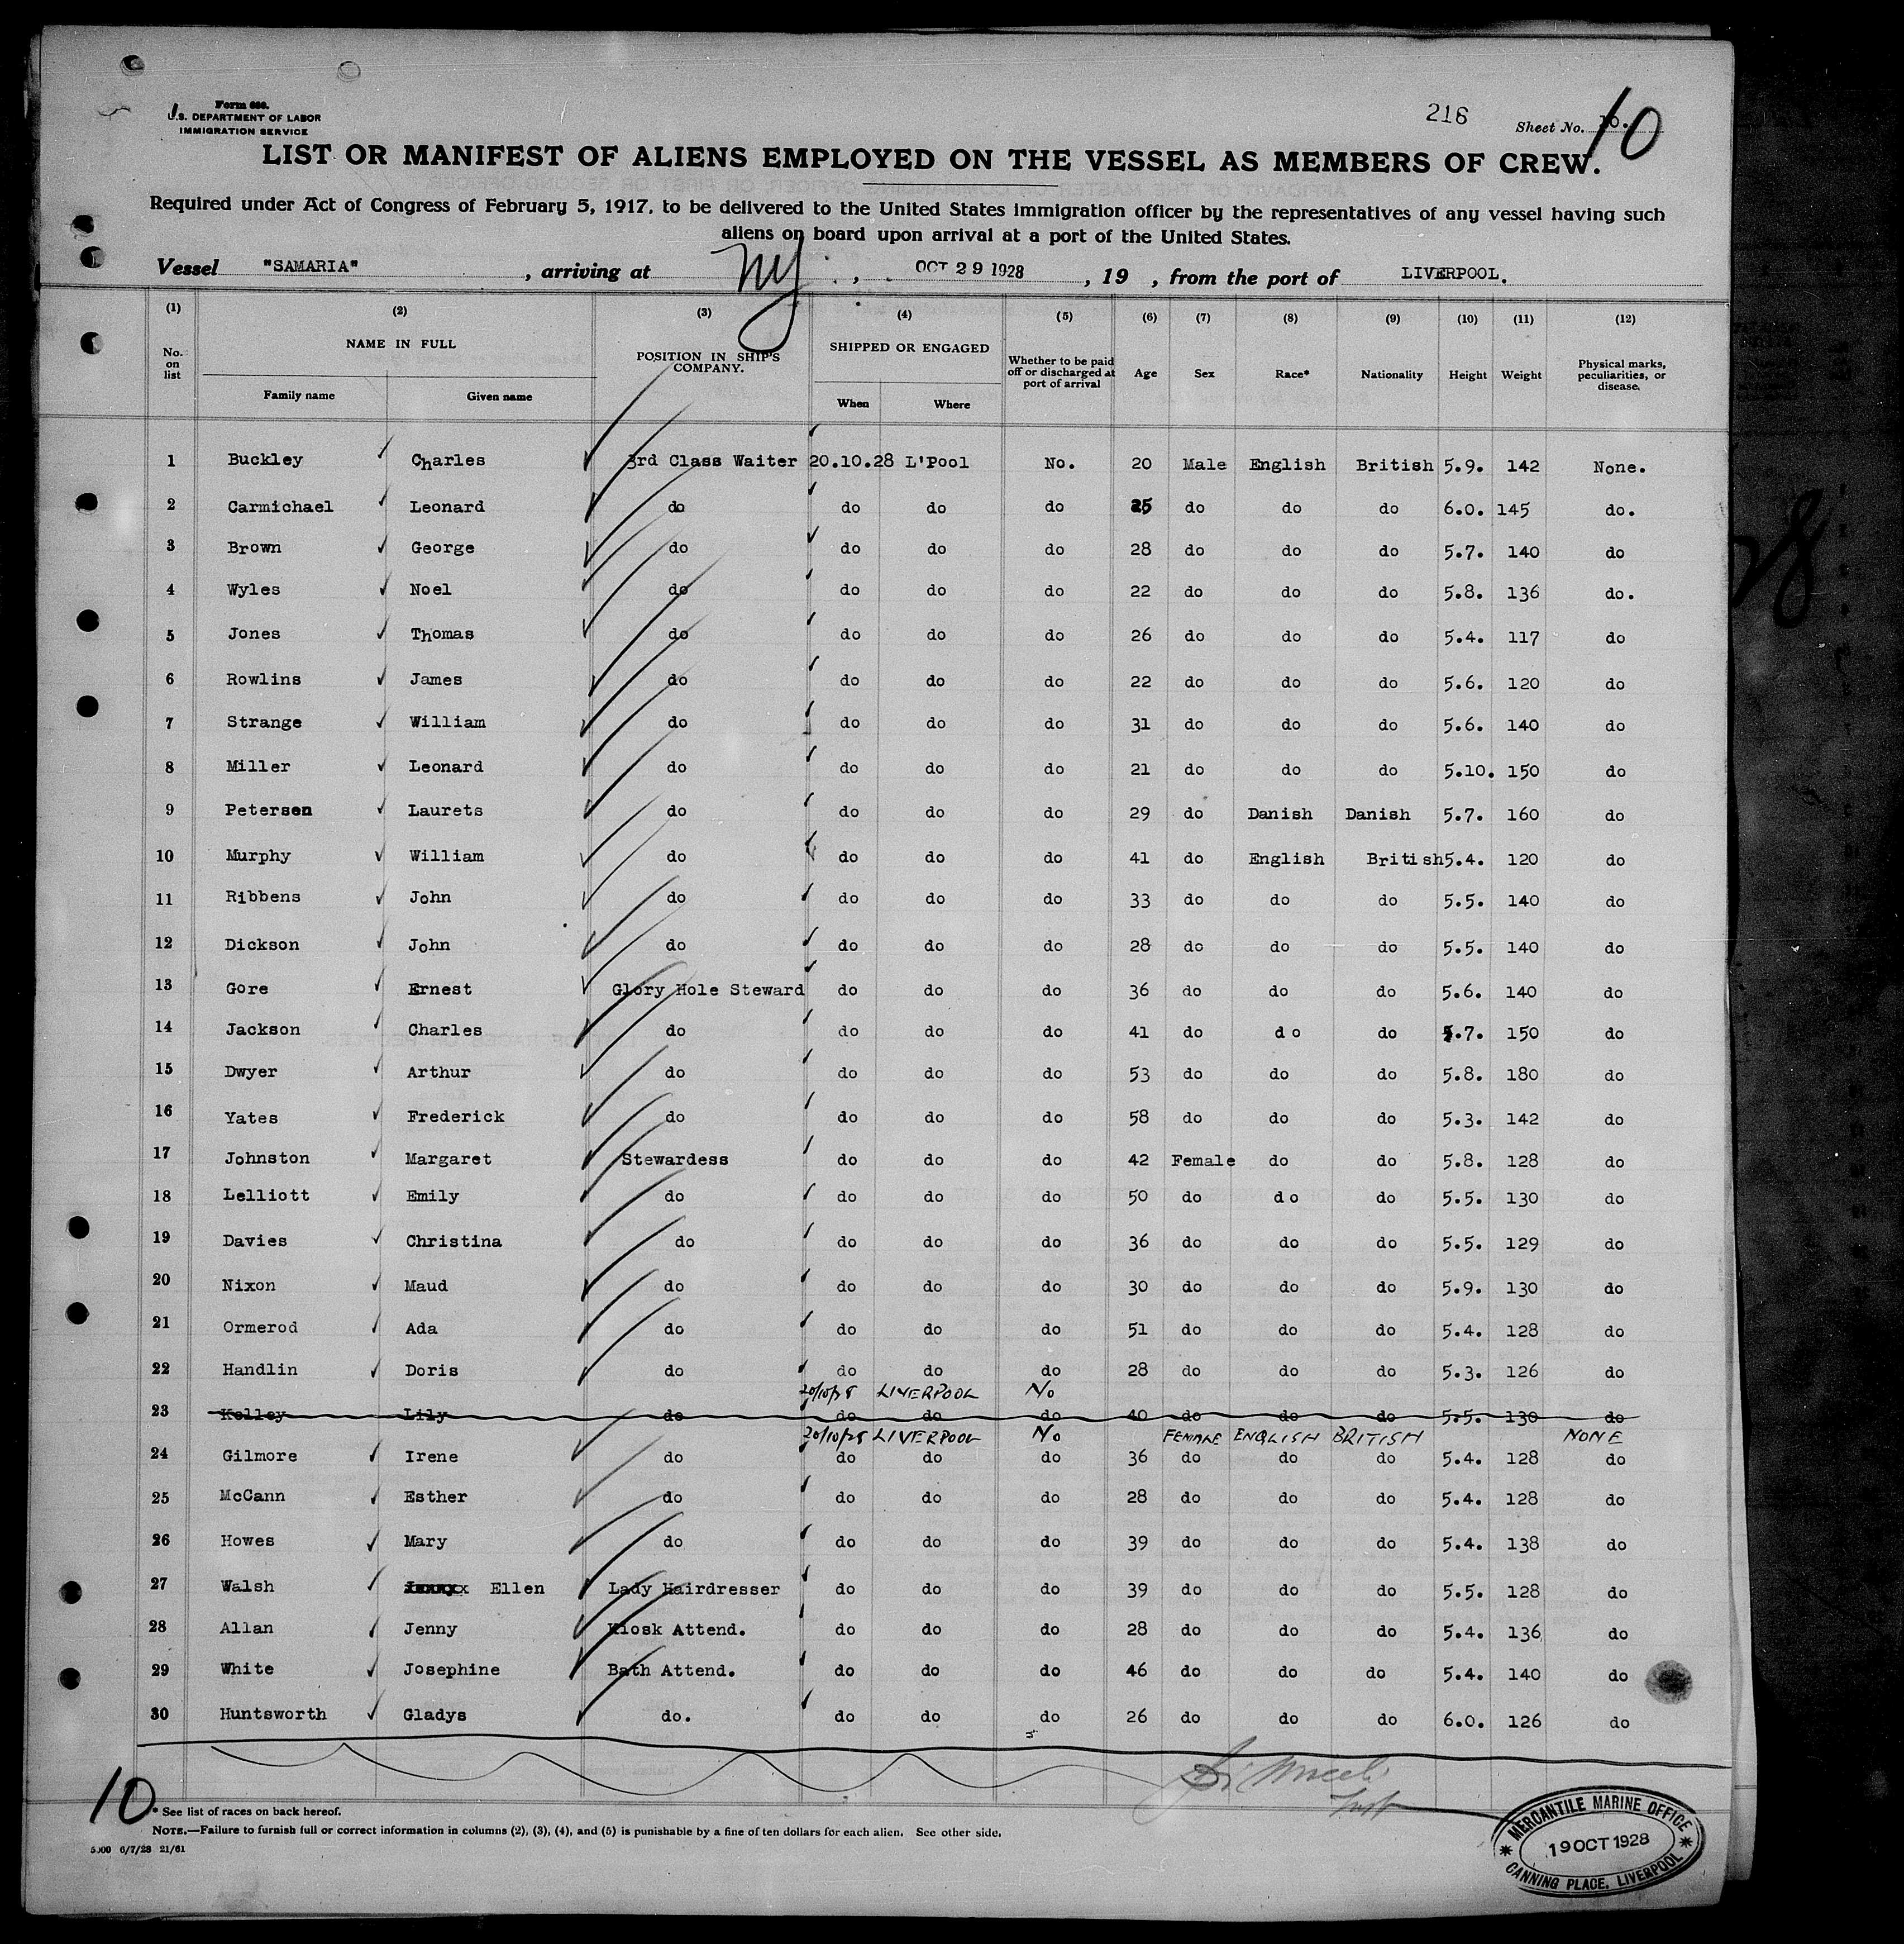 Form 680.
U.S. DEPARTMENT OF LABOR
IMMIGRATION SERVICE
216
Sheet No. 10. 10
LIST OR MANIFEST OF ALIENS EMPLOYED ON THE VESSEL AS MEMBERS OF CREW.
Required under Act of Congress of February 5, 1917, to be delivered to the United States immigration officer by the representatives of any vessel having such
aliens on board upon arrival at a port of the United States.
Vessel "SAMARIA" , arriving at NY , OCT 29 1928 , 19 , from the port of LIVERPOOL.
(1) (2) (3) (4) (5) (6) (7) (8) (9) (10) (11) (12)
No. on list NAME IN FULL POSITION IN SHIP'S COMPANY. SHIPPED OR ENGAGED Whether to be paid off or discharged at port of arrival Age Sex Race* Nationality Height Weight Physical marks, peculiarities, or disease.
Family name Given name When Where
1 Buckley Charles 3rd Class Waiter 20.10.28 L'Pool No. 20 Male English British 5.9. 142 None.
2 Carmichael Leonard do do do do 25 do do do 6.0. 145 do.
3 Brown George do do do do 28 do do do 5.7. 140 do
4 Wyles Noel do do do do 22 do do do 5.8. 136 do.
5 Jones Thomas do do do do 26 do do do 5.4. 117 do
6 Rowlins James do do do do 22 do do do 5.6. 120 do
7 Strange William do do do do 31 do do do 5.6. 140 do
8 Miller Leonard do do do do 21 do do do 5.10. 150 do
9 Petersen Laurets do do do do 29 do Danish Danish 5.7. 160 do
10 Murphy William do do do do 41 do English British 5.4. 120 do
11 Ribbens John do do do do 33 do do do 5.5. 140 do
12 Dickson John do do do do 28 do do do 5.5. 140 do
13 Gore Ernest Glory Hole Steward do do do 36 do do do 5.6. 140 do
14 Jackson Charles do do do do 41 do do do 5.7. 150 do
15 Dwyer Arthur do do do do 53 do do do 5.8. 180 do
16 Yates Frederick do do do do 58 do do do 5.3. 142 do
17 Johnston Margaret Stewardess do do do 42 Female do do 5.8. 128 do
18 Lelliott Emily do do do do 50 do do do 5.5. 130 do
19 Davies Christina do do do do 36 do do do 5.5. 129 do
20 Nixon Maud do do do do 30 do do do 5.9. 130 do
21 Ormerod Ada do do do do 51 do do do 5.4. 128 do
22 Handlin Doris do do do do 28 do do do 5.3. 126 do
20/10/28 LIVERPOOL No
23 Kelley Lily do do do do 40 do do do 5.5. 130 do
20/10/28 LIVERPOOL No FEMALE ENGLISH BRITISH NONE
24 Gilmore Irene do do do do 36 do do do 5.4. 128 do
25 McCann Esther do do do do 28 do do do 5.4. 128 do
26 Howes Mary do do do do 39 do do do 5.4. 138 do
27 Walsh Ellen Lady Hairdresser do do do 39 do do do 5.5. 128 do
28 Allan Jenny Kiosk Attend. do do do 28 do do do 5.4. 136 do
29 White Josephine Bath Attend. do do do 46 do do do 5.4. 140 do
30 Huntsworth Gladys do. do do do 26 do do do 6.0. 126 do
10
* See list of races on back hereof.
NOTE.—Failure to furnish full or correct information in columns (2), (3), (4), and (5) is punishable by a fine of ten dollars for each alien. See other side.
5000 6/7/28 21/61
MERCANTILE MARINE OFFICE
19 OCT 1928
CANNING PLACE, LIVERPOOL